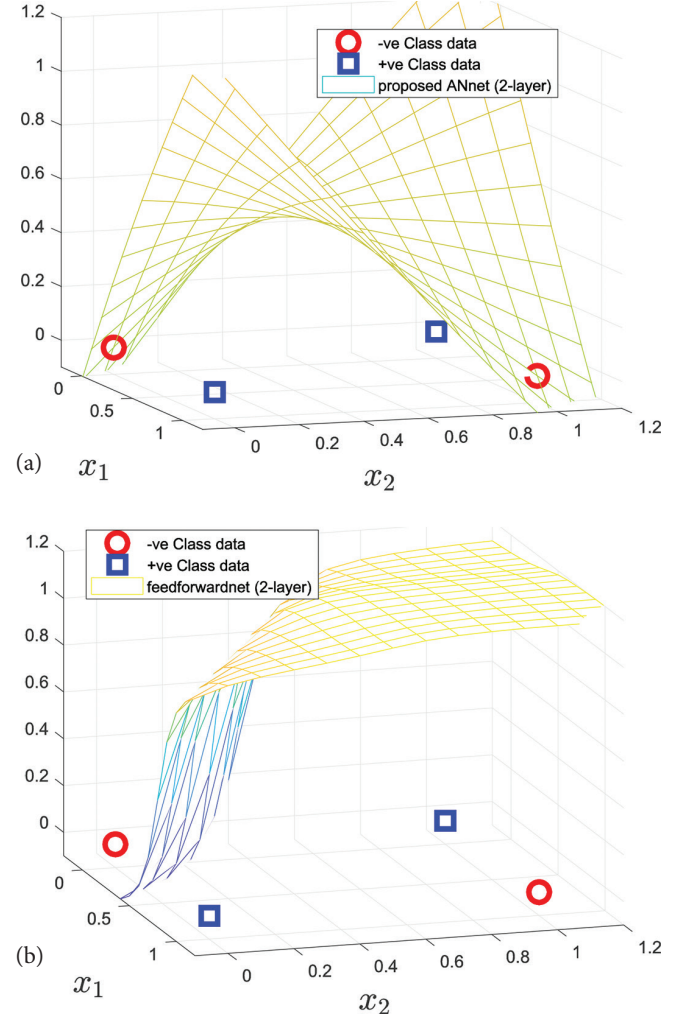 1.2
1
0.8
0.6
0.4
0.2
0
-ve Class data
+ve Class data
proposed ANnet (2-layer)
0
0.5
1
0
0.2
0.4
0.6
0.8
1
1.2
(a)
x1
x2
1.2
1
0.8
0.6
0.4
0.2
0
-ve Class data
+ve Class data
feedforwardnet (2-layer)
0
0.5
1
0
0.2
0.4
0.6
0.8
1
1.2
(b)
x1
x2